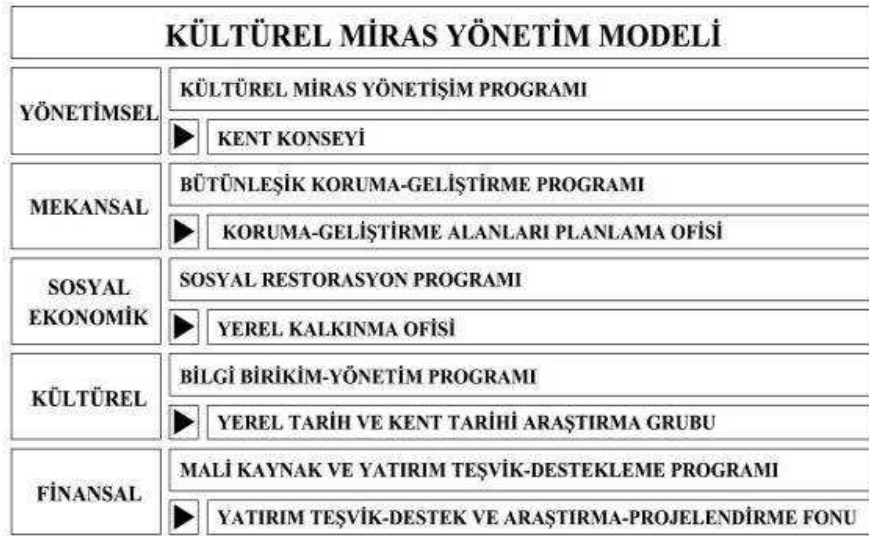 KÜLTÜREL MİRAS YÖNETİM MODELİ
YÖNETİMSEL
KÜLTÜREL MİRAS YÖNETİŞİM PROGRAMI
KENT KONSEYİ
MEKANSAL
BÜTÜNLEŞİK KORUMA-GELİŞTİRME PROGRAMI
KORUMA-GELİŞTİRME ALANLARI PLANLAMA OFİSİ
SOSYAL
EKONOMİK
SOSYAL RESTORASYON PROGRAMI
YEREL KALKINMA OFİSİ
KÜLTÜREL
BİLGİ BİRİKİM-YÖNETİM PROGRAMI
YEREL TARİH VE KENT TARİHİ ARAŞTIRMA GRUBU
FİNANSAL
MALİ KAYNAK VE YATIRIM TEŞVİK-DESTEKLEME PROGRAMI
YATIRIM TEŞVİK-DESTEK VE ARAŞTIRMA-PROJELENDİRME FONU